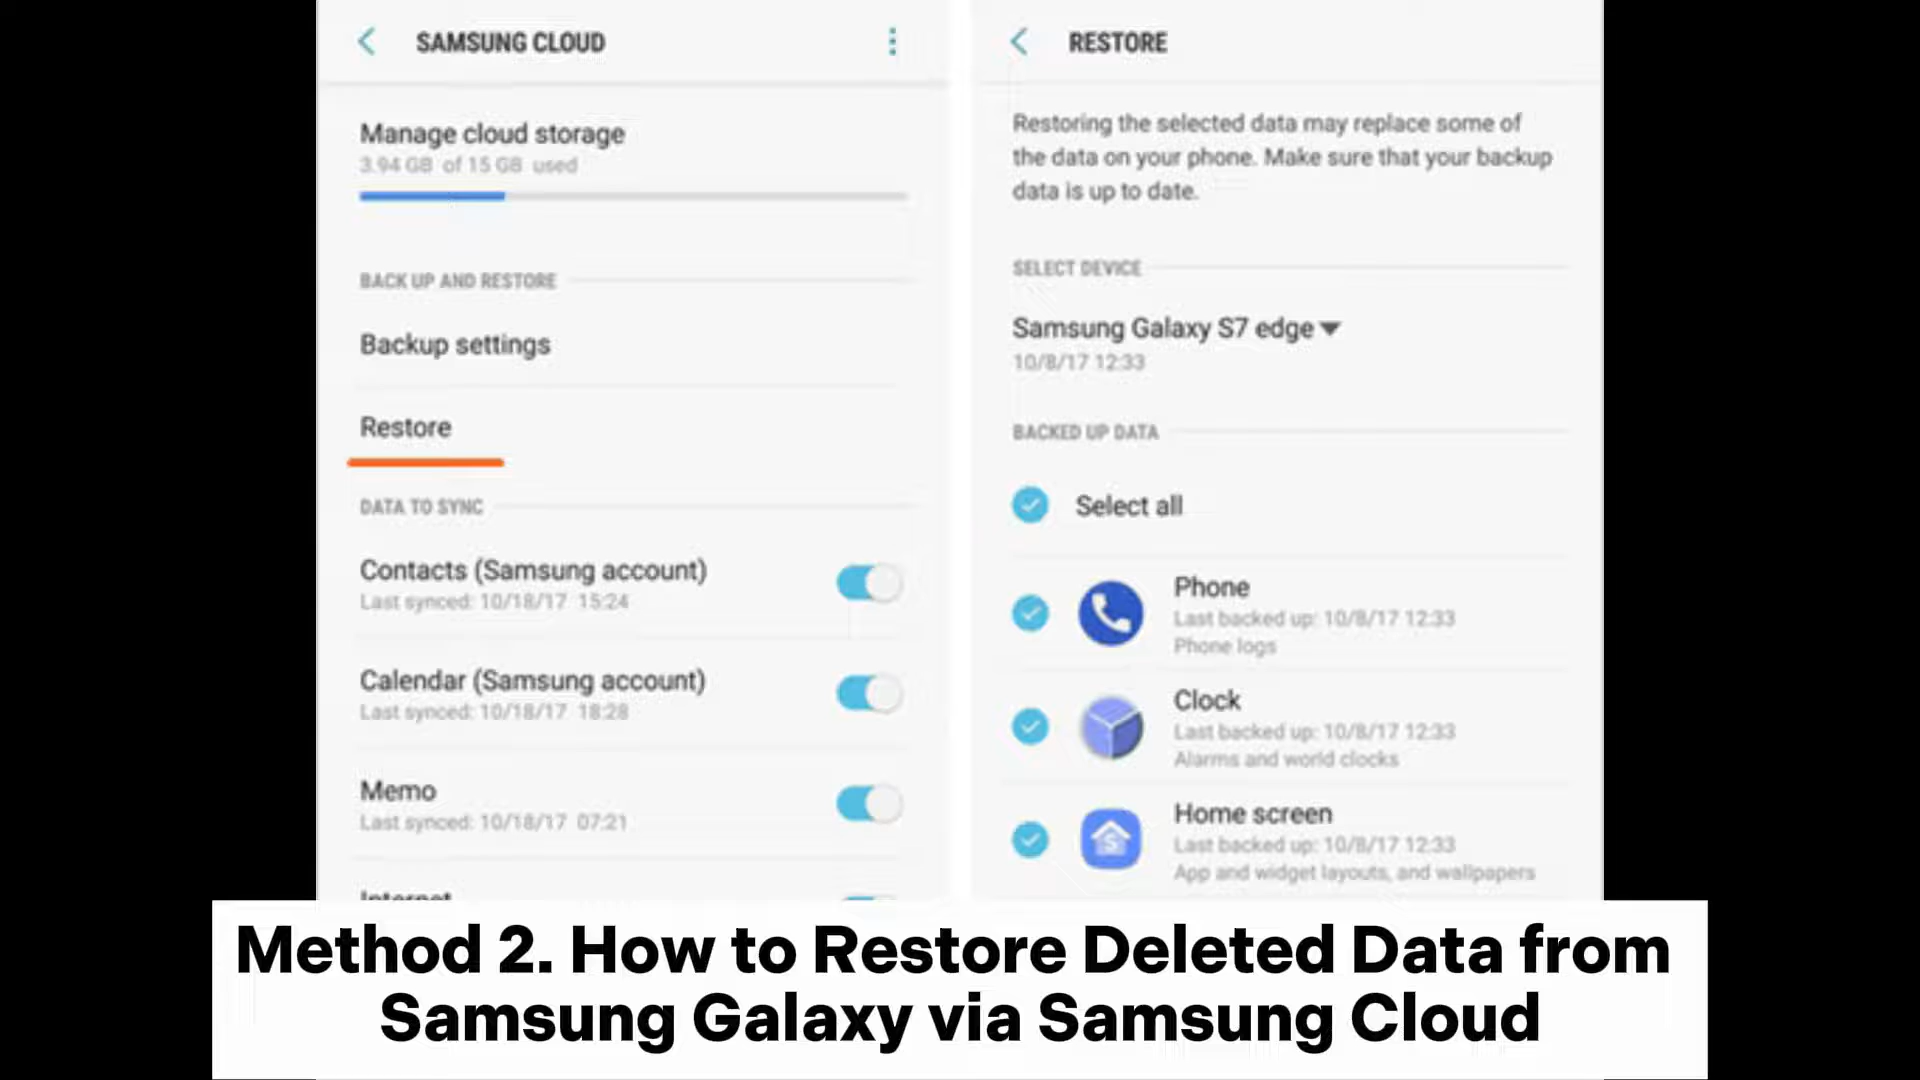 SAMSUNG CLOUD
Manage cloud storage
3.94 GB of 15 GB used
BACK UP AND RESTORE
Backup settings
Restore
DATA TO SYNC
Contacts (Samsung account)
Last synced: 10/18/17 15:24
Calendar (Samsung account)
Last synced: 10/18/17 18:28
Memo
Last synced: 10/18/17 07:21
Internet
RESTORE
Restoring the selected data may replace some of
the data on your phone. Make sure that your backup
data is up to date.
SELECT DEVICE
Samsung Galaxy S7 edge
10/8/17 12:33
BACKED UP DATA
Select all
Phone
Last backed up: 10/8/17 12:33
Phone logs
Clock
Last backed up: 10/8/17 12:33
Alarms and world clocks
Home screen
Last backed up: 10/8/17 12:33
App and widget layouts, and wallpapers
Method 2. How to Restore Deleted Data from
Samsung Galaxy via Samsung Cloud